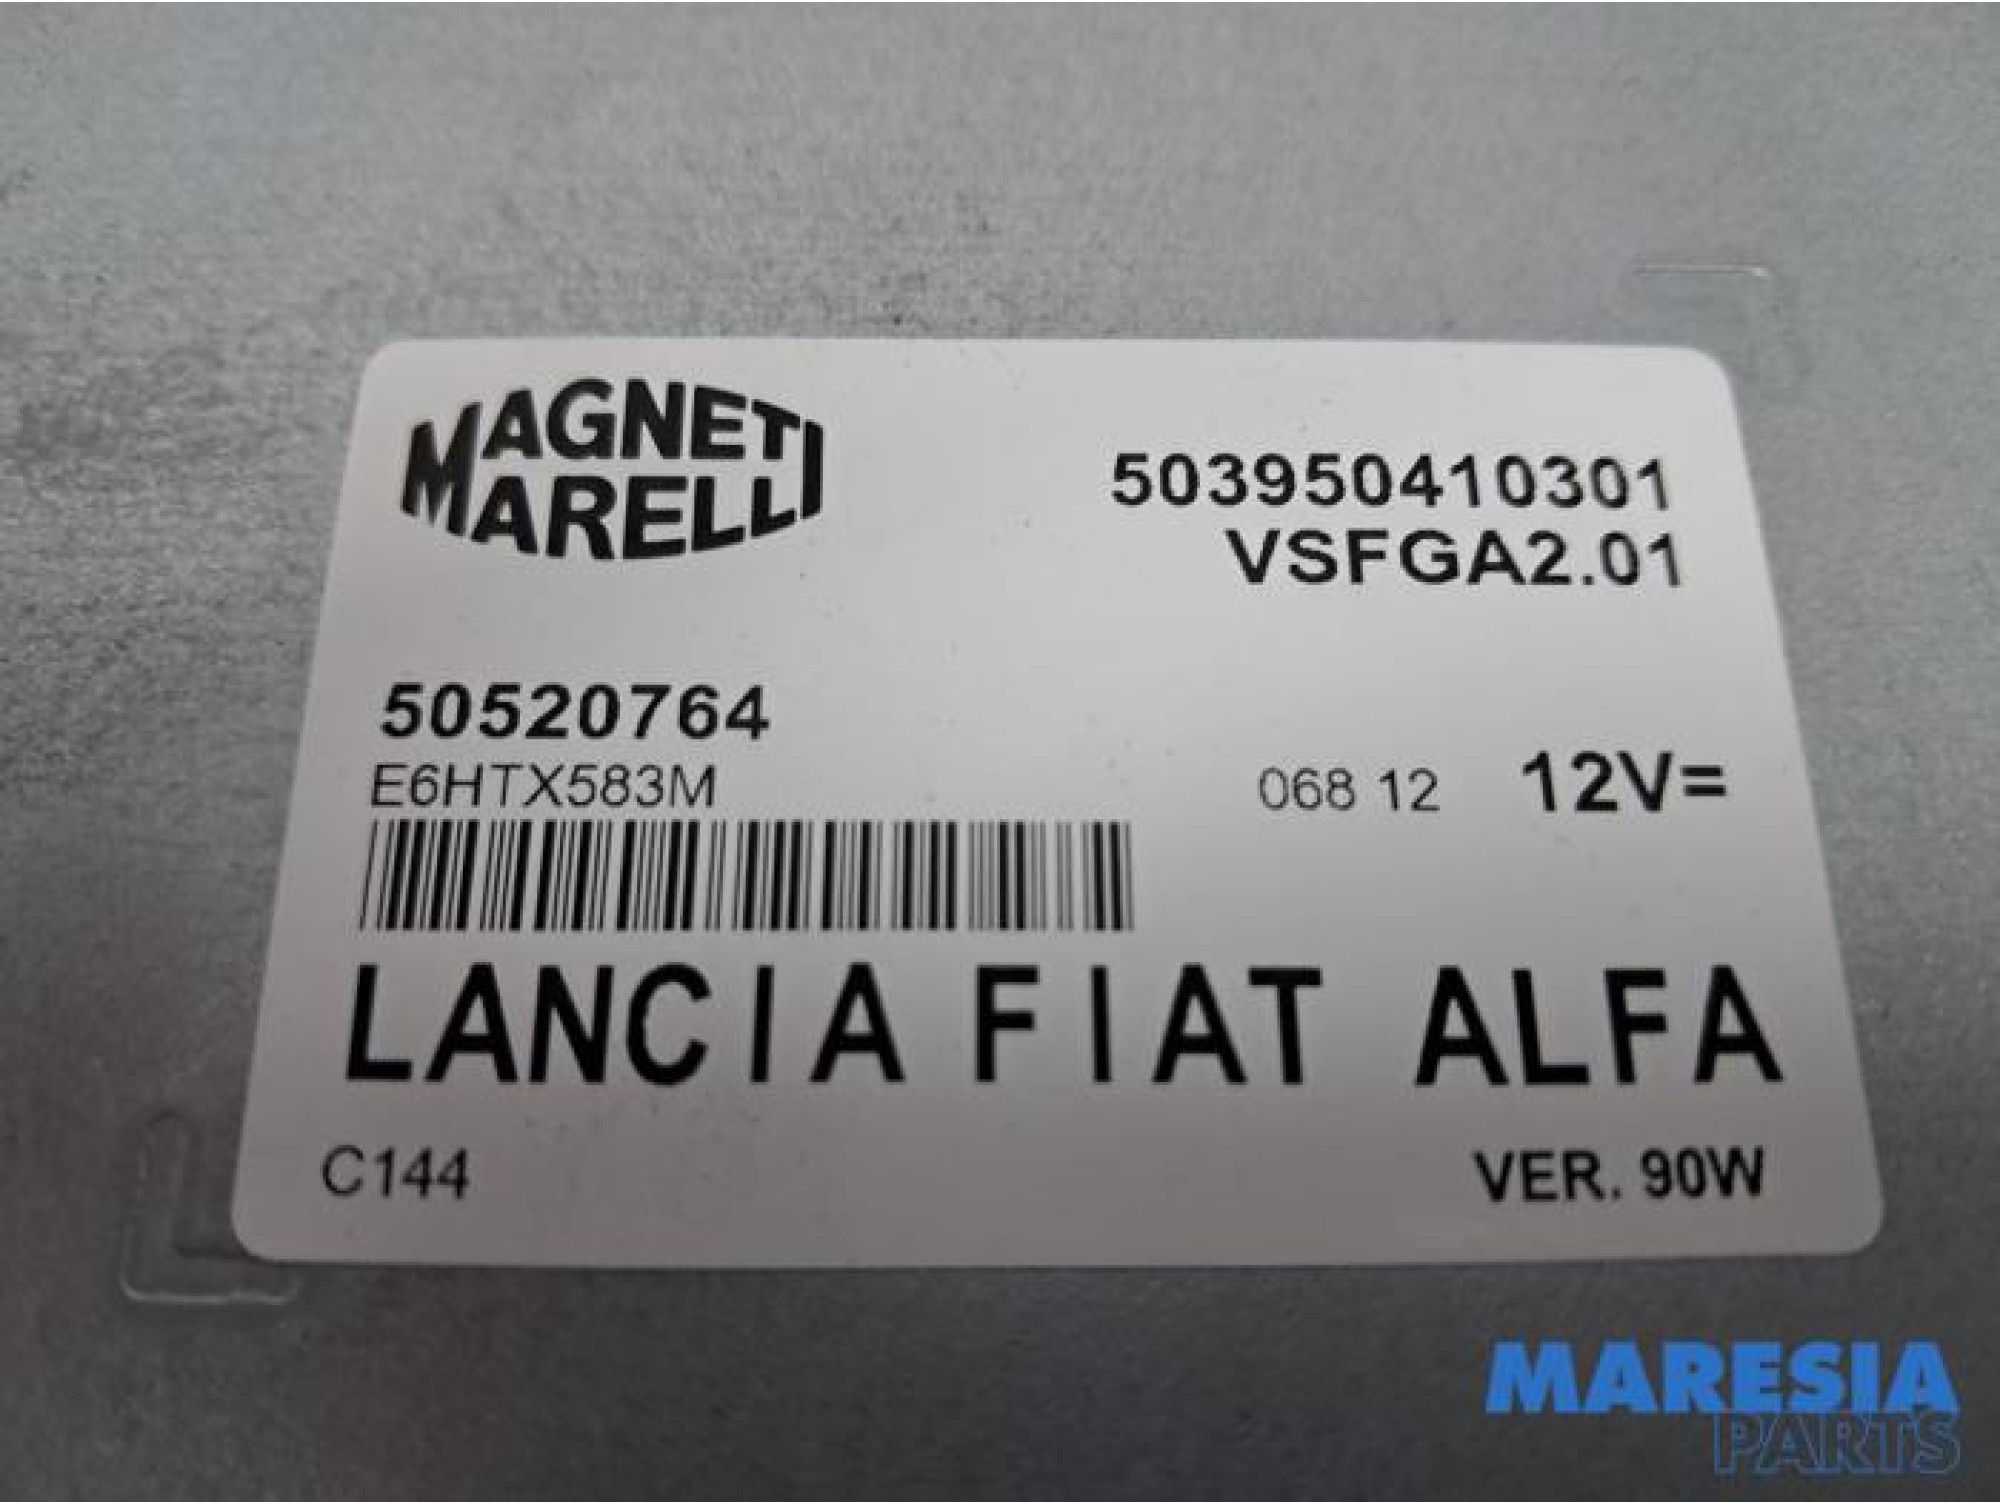 MAGNETI
MARELLI
503950410301
VSFGA2.01
50520764
E6HTX583M
068 12 12V=
LANCIA FIAT ALFA
C144
VER. 90W
MARESIA
PARTS